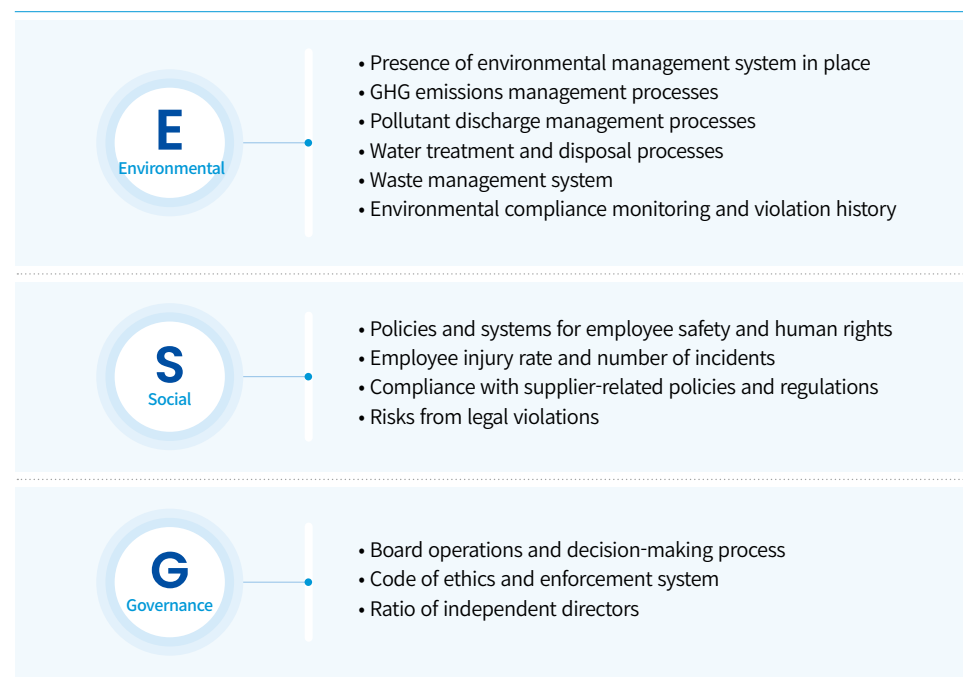 E
Environmental
• Presence of environmental management system in place
• GHG emissions management processes
• Pollutant discharge management processes
• Water treatment and disposal processes
• Waste management system
• Environmental compliance monitoring and violation history
S
Social
• Policies and systems for employee safety and human rights
• Employee injury rate and number of incidents
• Compliance with supplier-related policies and regulations
• Risks from legal violations
G
Governance
• Board operations and decision-making process
• Code of ethics and enforcement system
• Ratio of independent directors